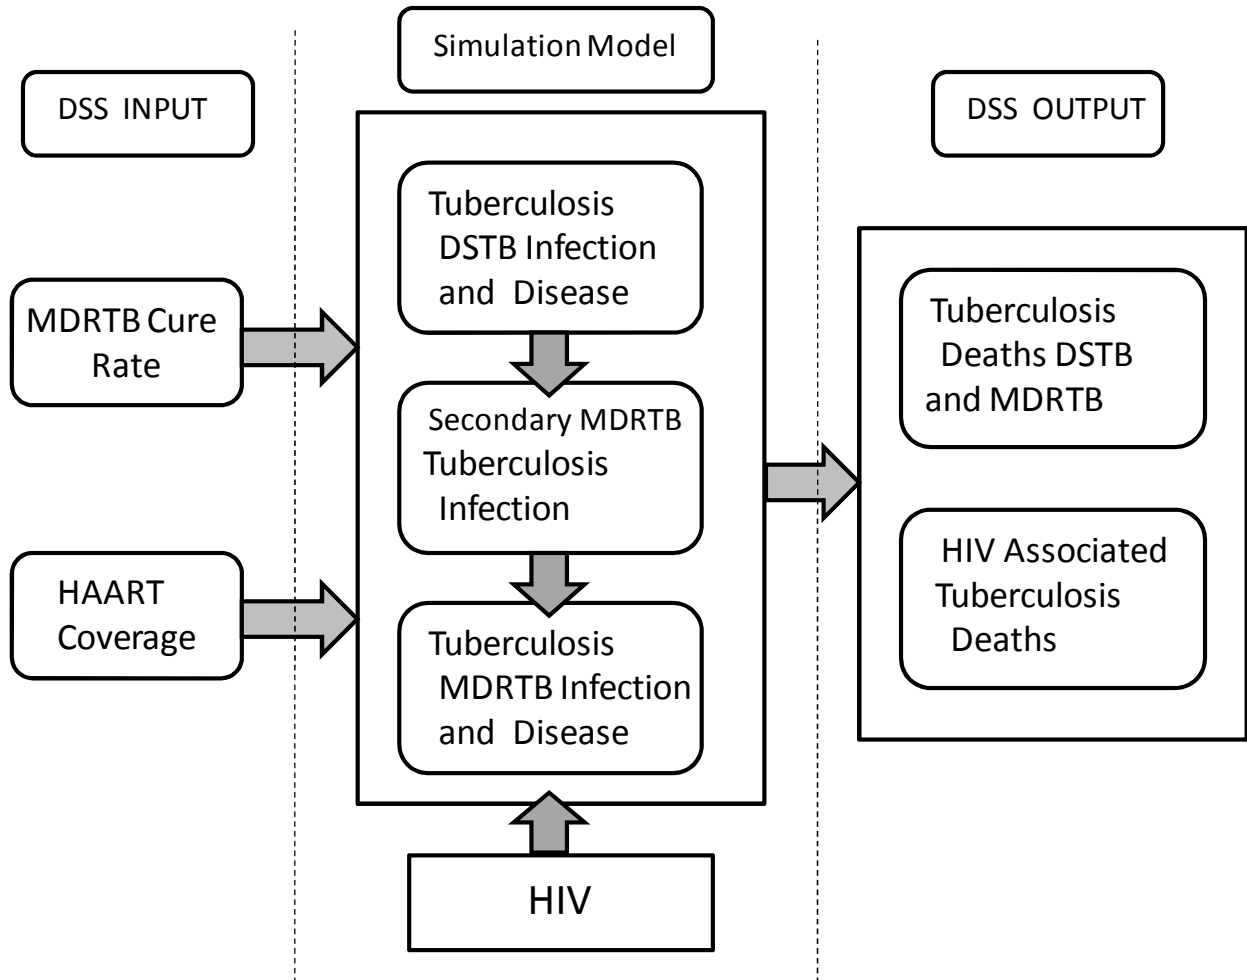 DSS INPUT
MDRTB Cure
Rate
HAART
Coverage
Simulation Model
Tuberculosis
DSTB Infection
and Disease
Secondary MDRTB
Tuberculosis
Infection
Tuberculosis
MDRTB Infection
and Disease
HIV
DSS OUTPUT
Tuberculosis
Deaths DSTB
and MDRTB
HIV Associated
Tuberculosis
Deaths